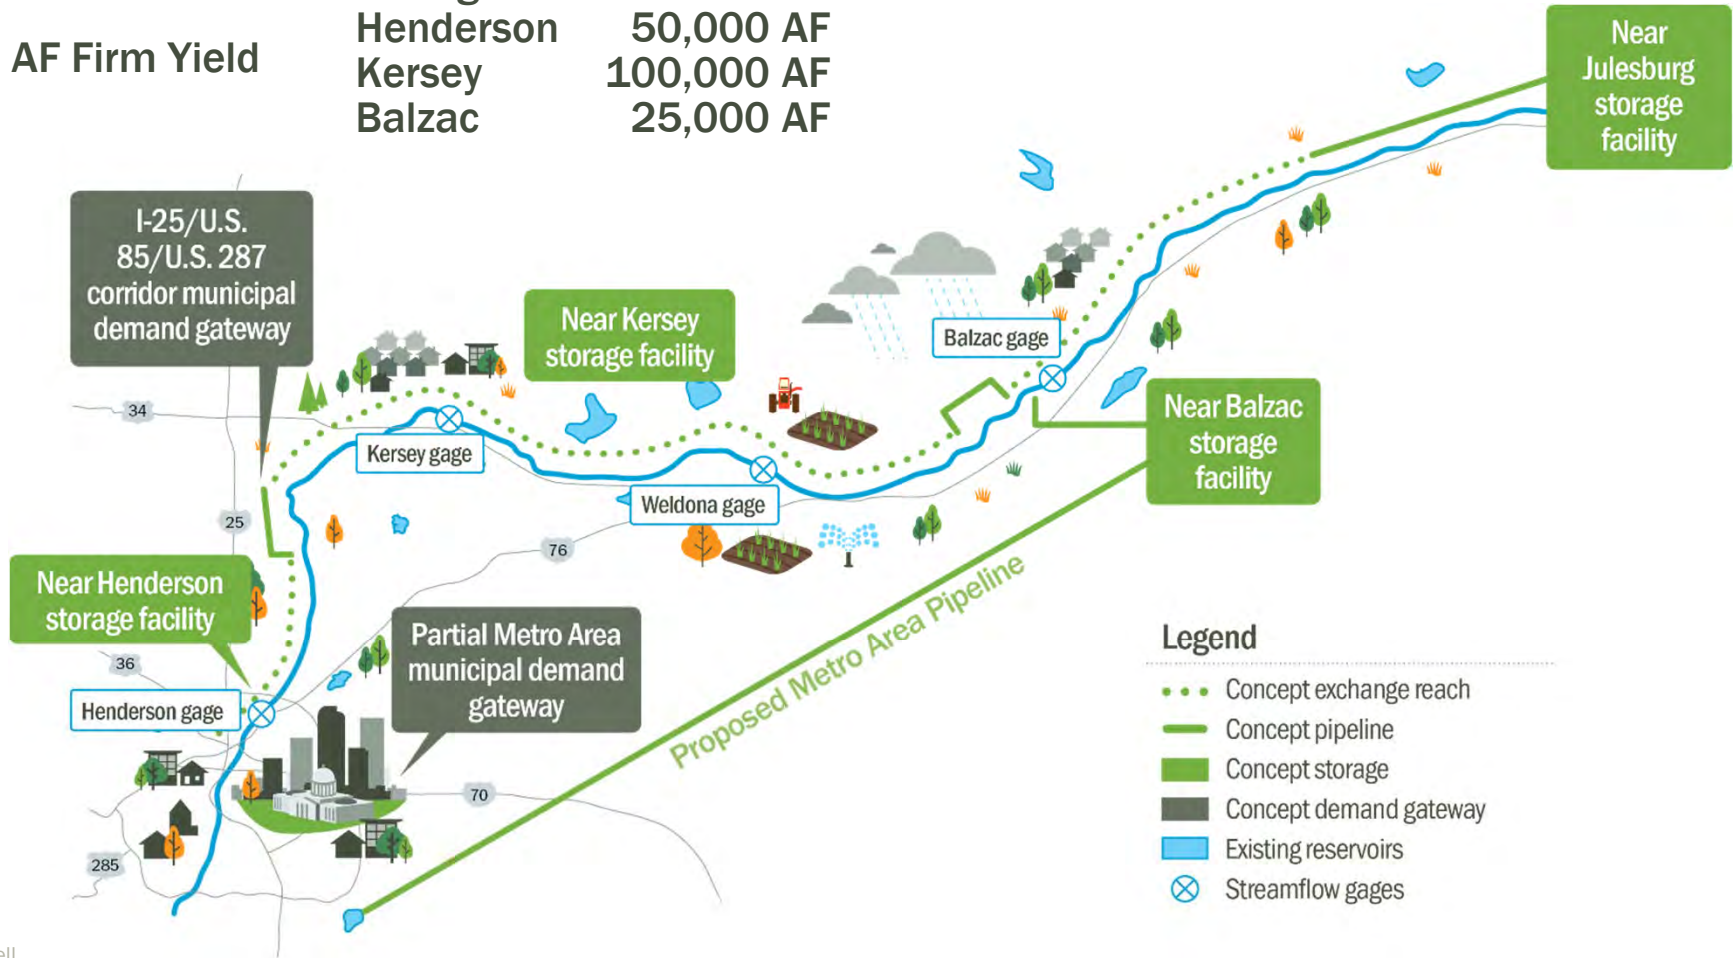 AF Firm Yield
Henderson 50,000 AF
Kersey 100,000 AF
Balzac 25,000 AF
Near
Julesburg
storage
facility
I-25/U.S.
85/U.S. 287
corridor municipal
demand gateway
Near Kersey
storage facility
Balzac gage
34
Kersey gage
Near Balzac
storage
facility
Weldona gage
25
76
Near Henderson
storage facility
Proposed Metro Area Pipeline
Partial Metro Area
municipal demand
gateway
36
Henderson gage
70
285
Legend
Concept exchange reach
Concept pipeline
Concept storage
Concept demand gateway
Existing reservoirs
Streamflow gages